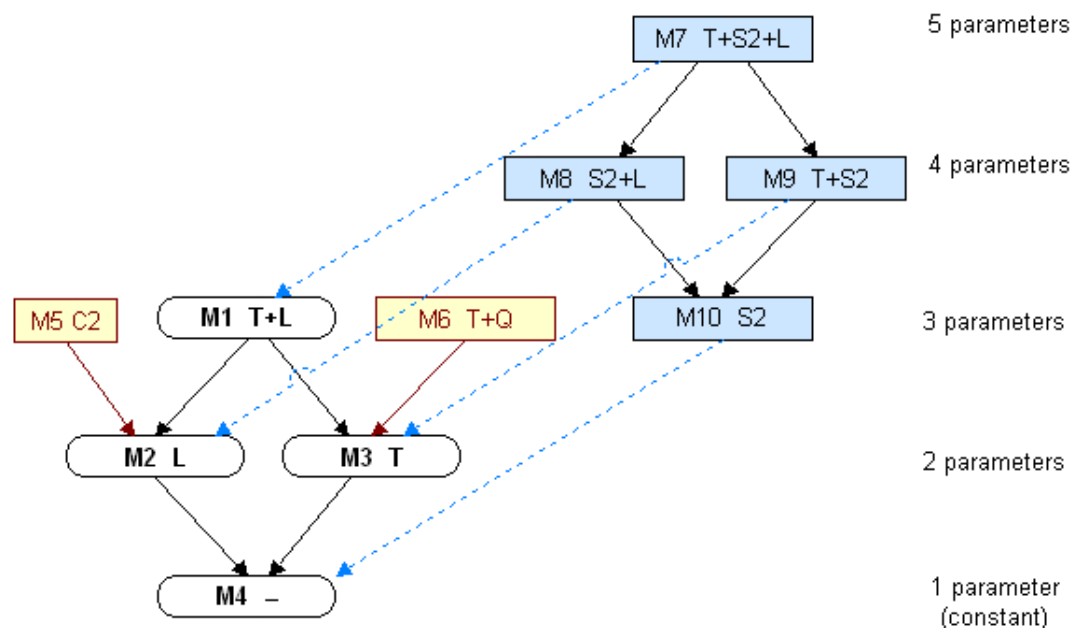 M7 T+S2+L
5 parameters
M8 S2+L
M9 T+S2
4 parameters
M5 C2
M1 T+L
M6 T+Q
M10 S2
3 parameters
M2 L
M3 T
2 parameters
M4 –
1 parameter
(constant)